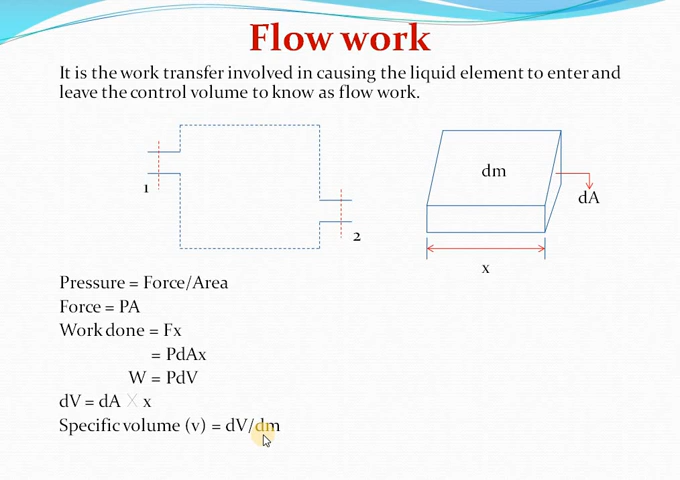 Flow work
It is the work transfer involved in causing the liquid element to enter and
leave the control volume to know as flow work.
dm
dA
1
2
x
Pressure = Force/Area
Force = PA
Work done = Fx
= PdAx
W = PdV
dV = dA X x
Specific volume (v) = dV/dm